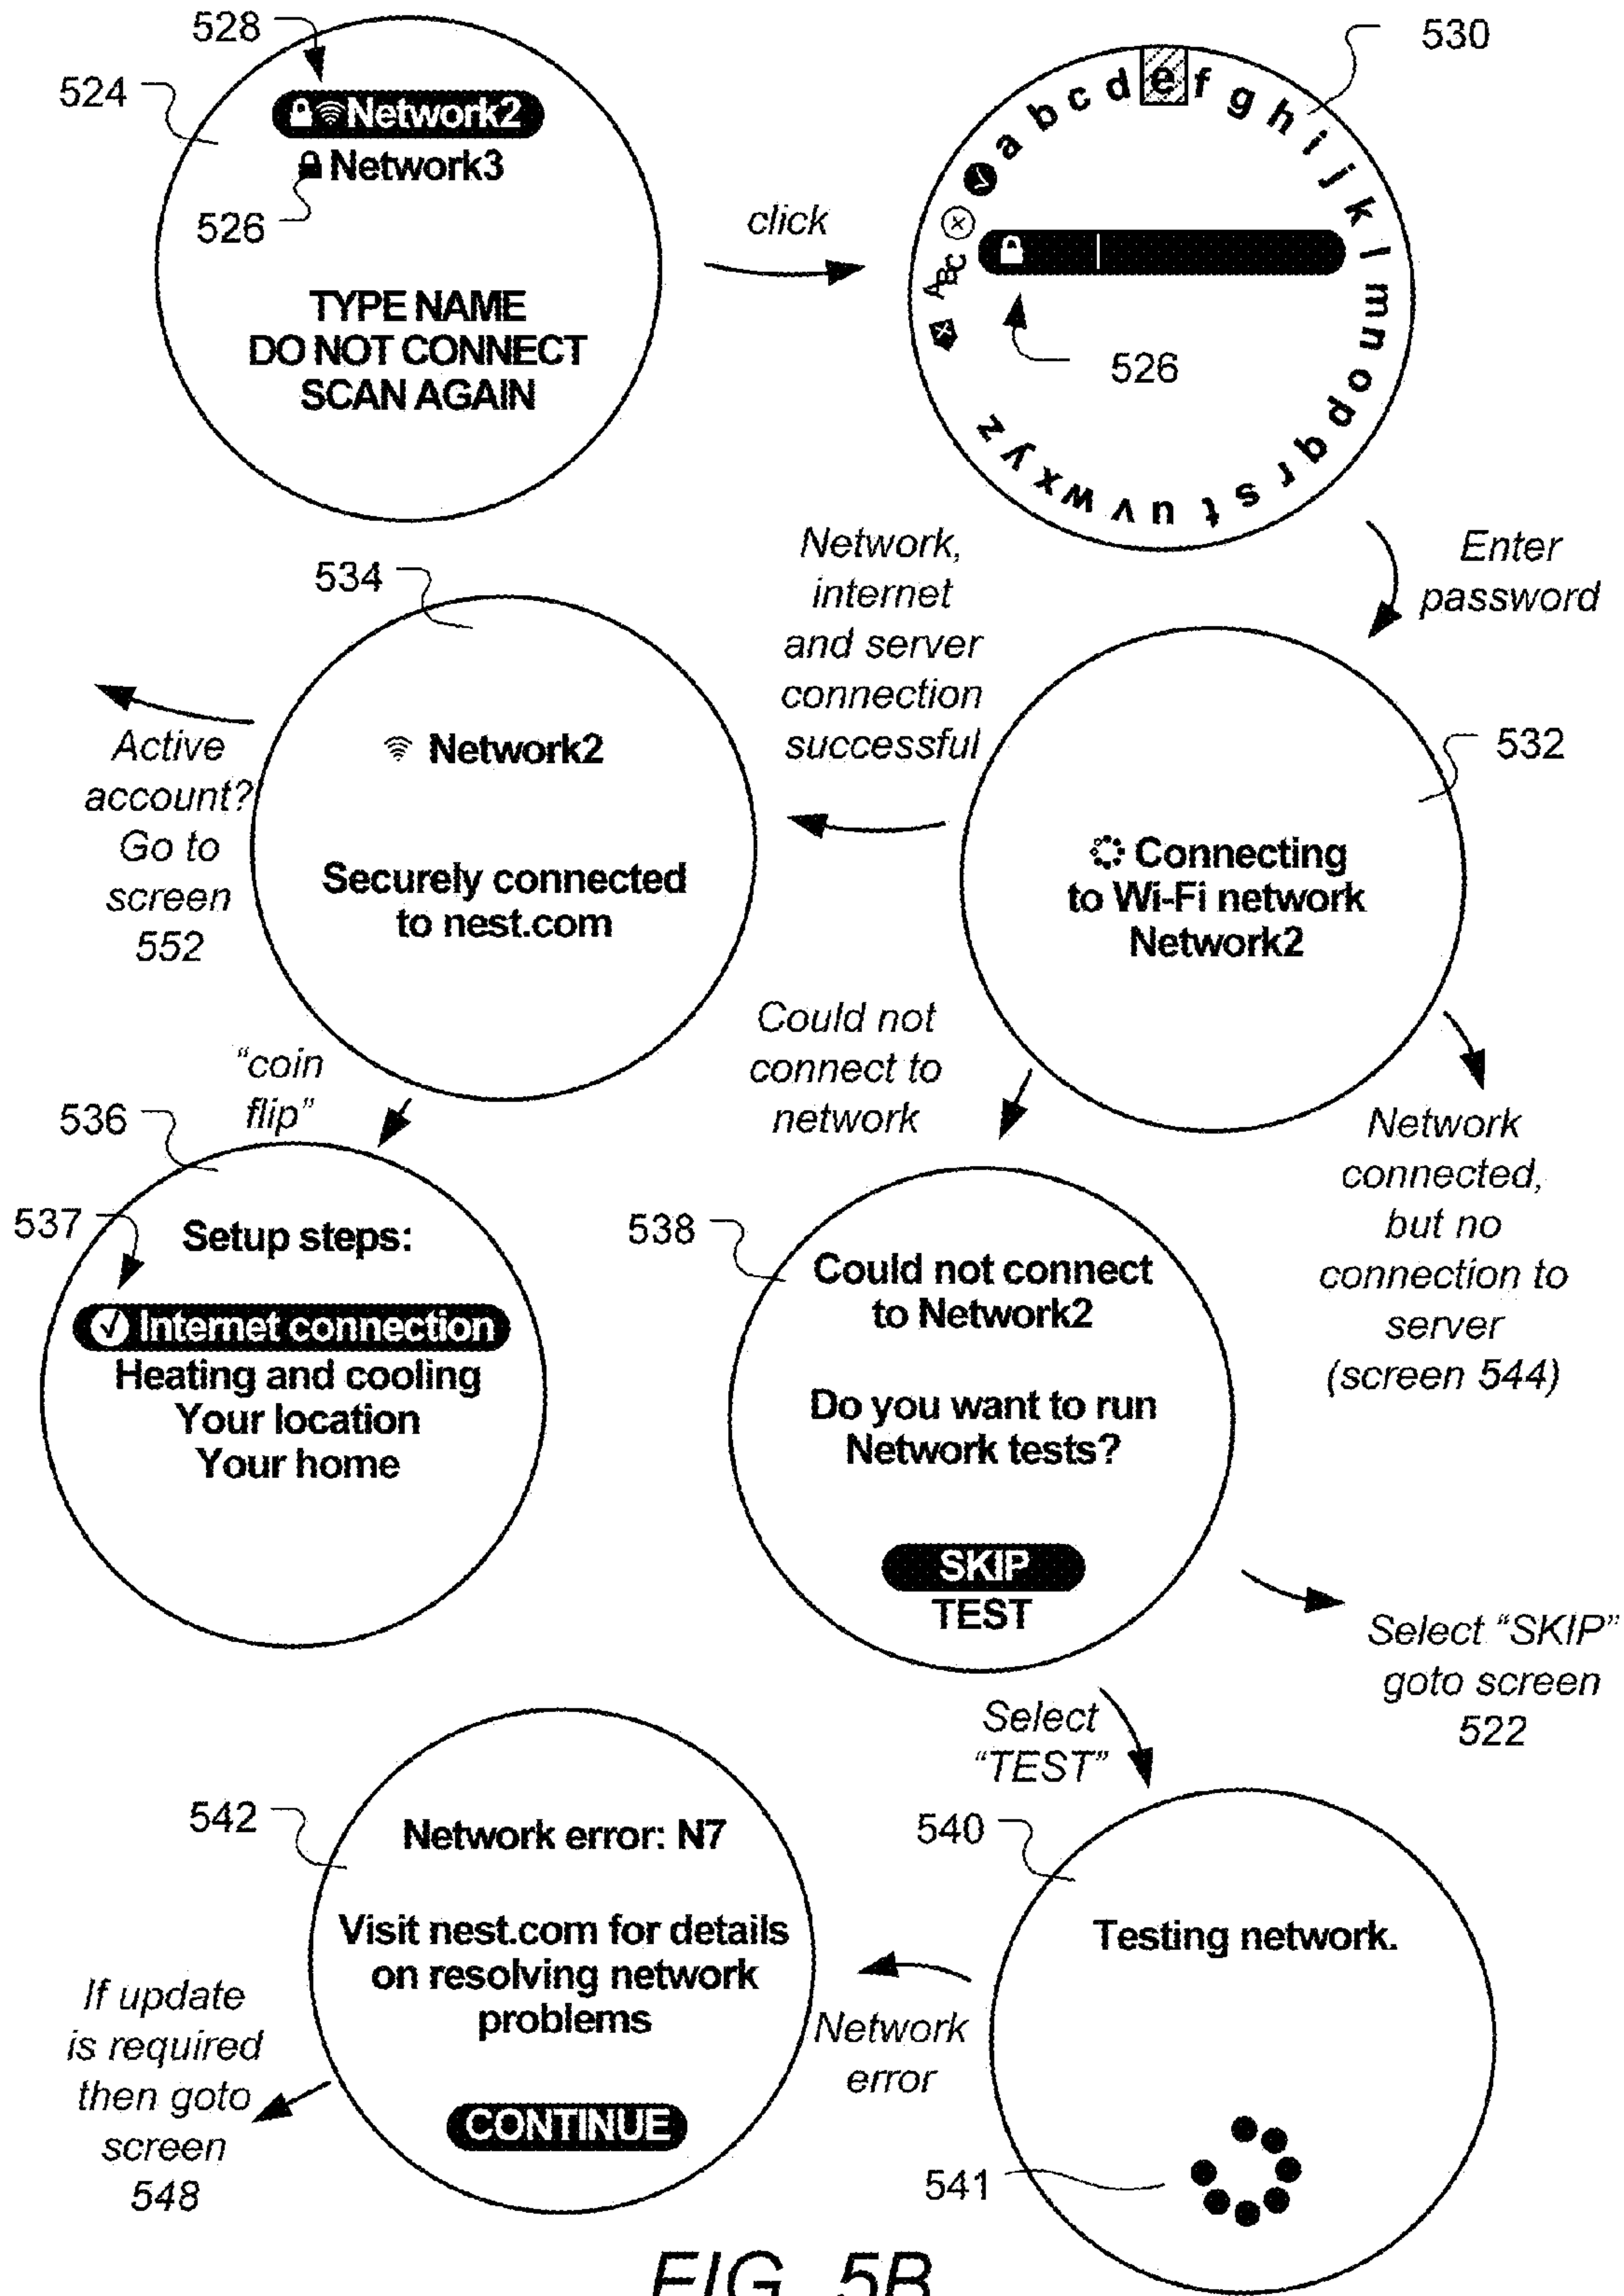 528
524
Network2
Network3
526
TYPE NAME
DO NOT CONNECT
SCAN AGAIN
click
530
a b c d e f g h i j k l m n o p q r s t u v w x y z
ABC
526
Enter
password
534
Network2
Securely connected
to nest.com
Network,
internet
and server
connection
successful
532
Connecting
to Wi-Fi network
Network2
Active
account?
Go to
screen
552
"coin
flip"
Could not
connect to
network
Network
connected,
but no
connection to
server
(screen 544)
536
537
Setup steps:
Internet connection
Heating and cooling
Your location
Your home
538
Could not connect
to Network2
Do you want to run
Network tests?
SKIP
TEST
Select "SKIP"
goto screen
522
Select
"TEST"
542
Network error: N7
Visit nest.com for details
on resolving network
problems
CONTINUE
If update
is required
then goto
screen
548
Network
error
540
Testing network.
541
FIG. 5B